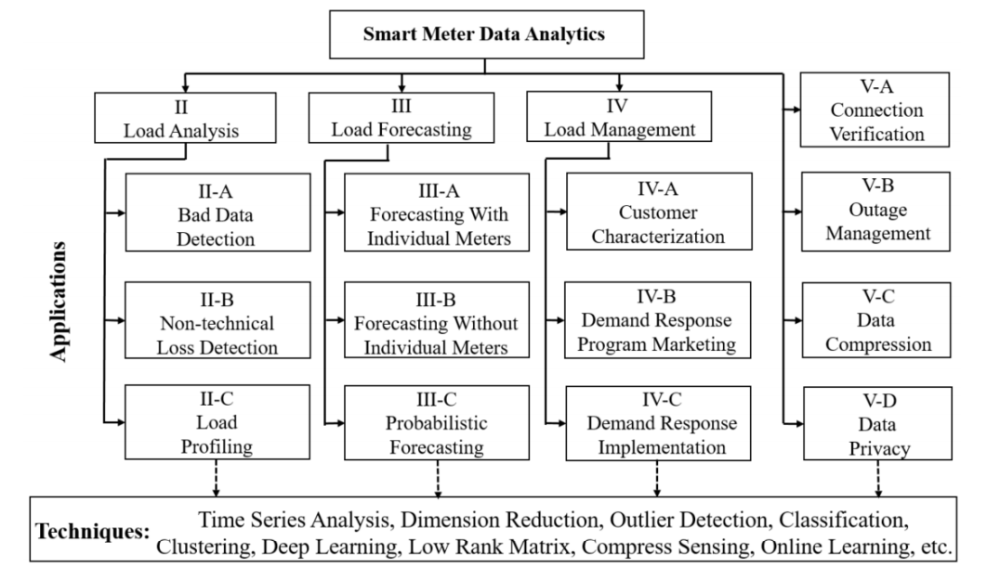 Smart Meter Data Analytics
II
Load Analysis
III
Load Forecasting
IV
Load Management
V-A
Connection
Verification
II-A
Bad Data
Detection
III-A
Forecasting With
Individual Meters
IV-A
Customer
Characterization
V-B
Outage
Management
Applications
II-B
Non-technical
Loss Detection
III-B
Forecasting Without
Individual Meters
IV-B
Demand Response
Program Marketing
V-C
Data
Compression
II-C
Load
Profiling
III-C
Probabilistic
Forecasting
IV-C
Demand Response
Implementation
V-D
Data
Privacy
Techniques:
Time Series Analysis, Dimension Reduction, Outlier Detection, Classification,
Clustering, Deep Learning, Low Rank Matrix, Compress Sensing, Online Learning, etc.